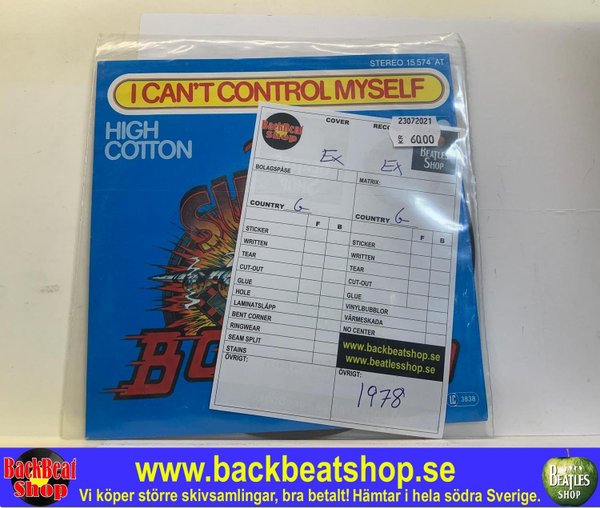 STEREO 15 574 AT
I CAN'T CONTROL MYSELF
HIGH
COTTON
COVER
BackBeat
Shop
Ex
BOLAGSPÅSE
COUNTRY G
F B
STICKER
WRITTEN
TEAR
CUT-OUT
GLUE
HOLE
LAMINATSLÄPP
BENT CORNER
RINGWEAR
SEAM SPLIT
STAINS
ÖVRIGT:
23072021
KR 60.00
BEATLES
SHOP
Ex
MATRIX:
COUNTRY G
F B
STICKER
WRITTEN
TEAR
CUT-OUT
GLUE
VINYLBUBBLOR
VÄRMESKADA
NO CENTER
www.backbeatshop.se
www.beatlesshop.se
ÖVRIGT:
1978
LC 3838
BackBeat
Shop
www.backbeatshop.se
Vi köper större skivsamlingar, bra betalt! Hämtar i hela södra Sverige.
BEATLES
SHOP